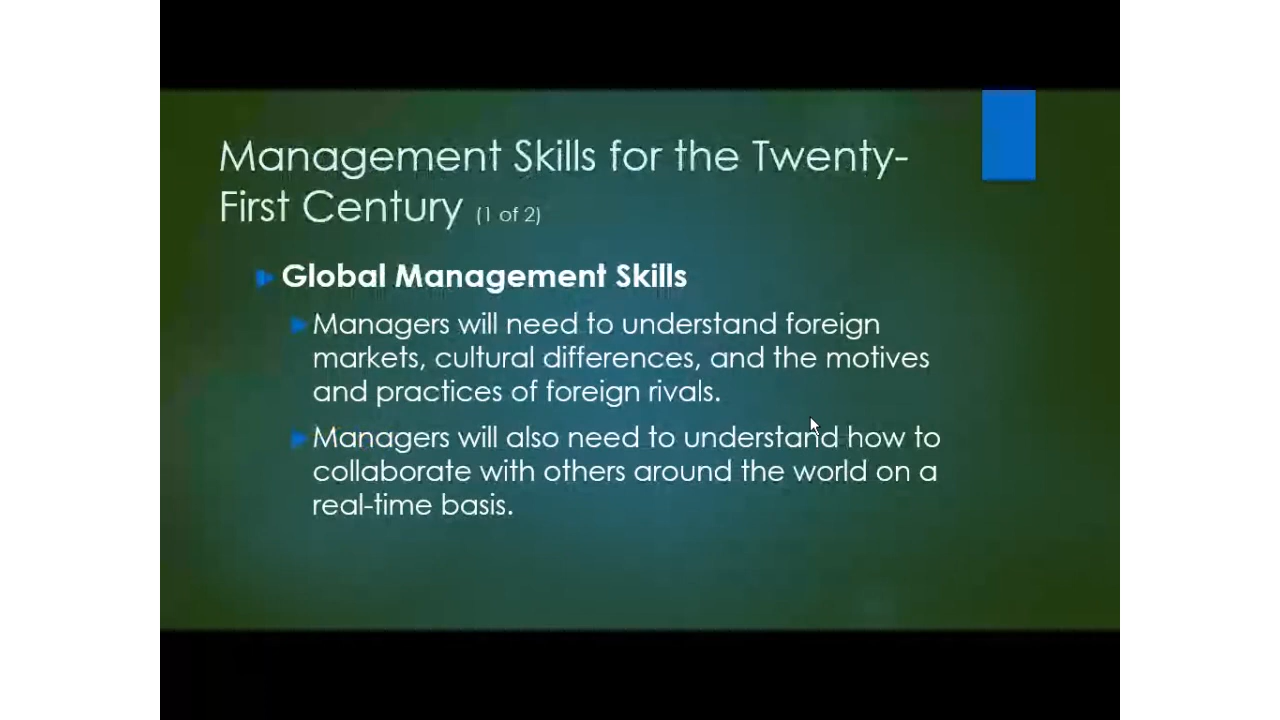 Management Skills for the Twenty-
First Century (1 of 2)
Global Management Skills
Managers will need to understand foreign
markets, cultural differences, and the motives
and practices of foreign rivals.
Managers will also need to understand how to
collaborate with others around the world on a
real-time basis.